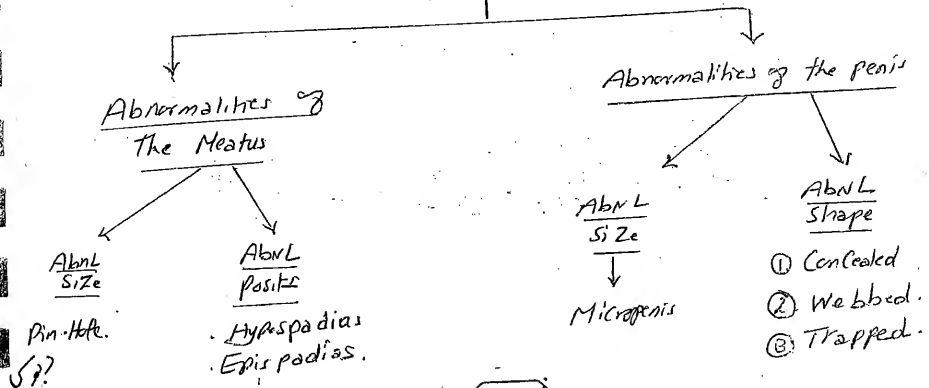 Abnormalities of
The Meatus
AbnL
Size
Pin-Hole.
AbNL
Posit
. Hypospadias
. Epispadias.
Abnormalities of the penis
AbNL
SiZe
Micropenis
AbNL
Shape
① Concealed
② Webbed.
③ Trapped.